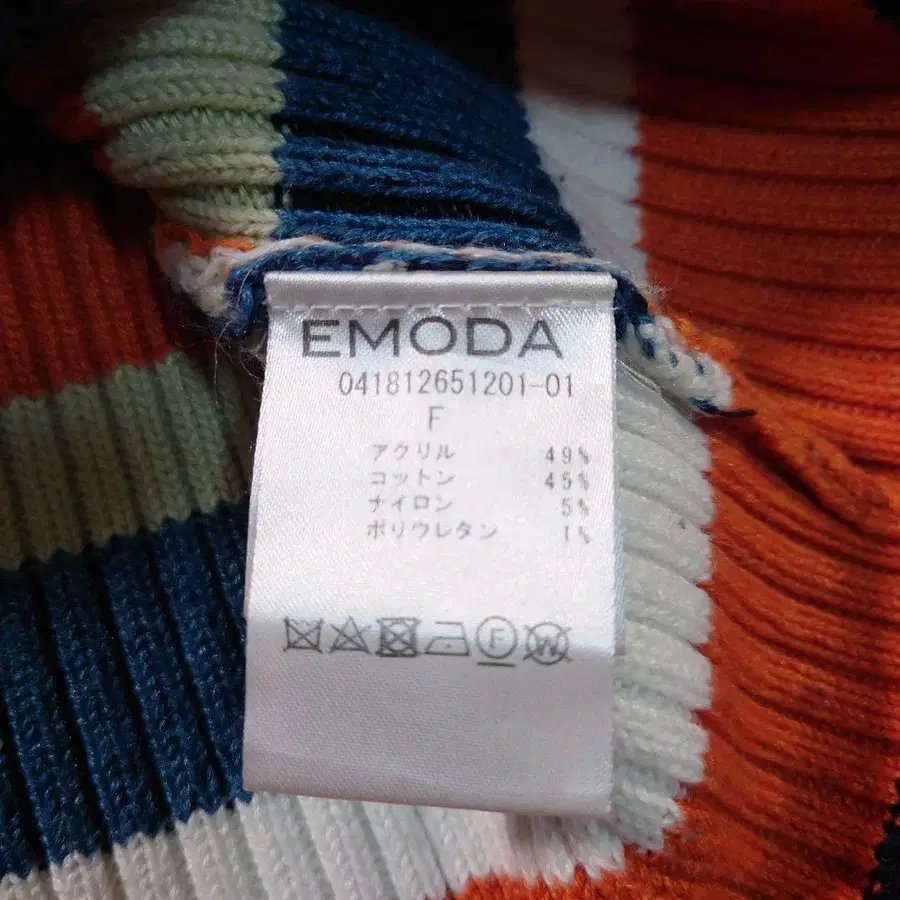 EMODA
041812651201-01
F
アクリル 49%
コットン 45%
ナイロン 5%
ポリウレタン 1%
F W